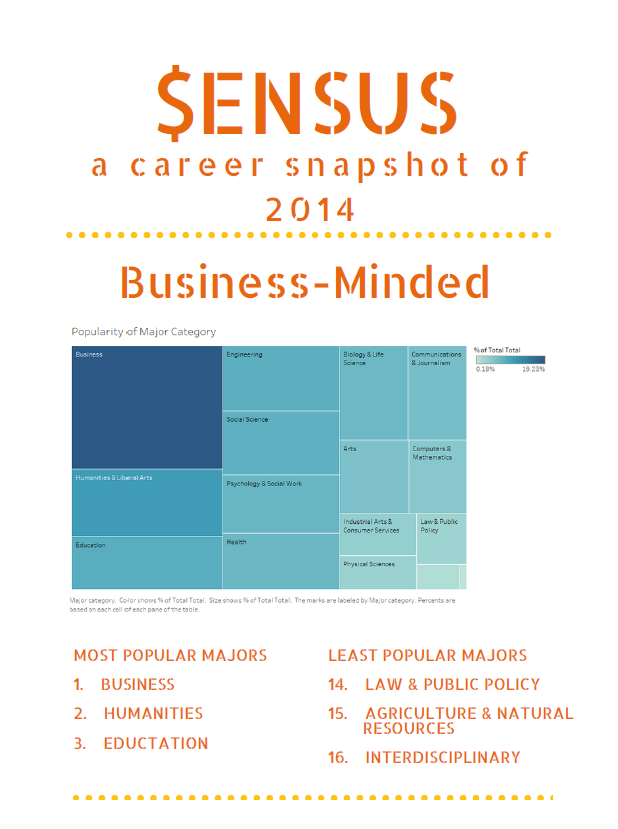 $ENSUS
a career snapshot of
2014
Business-Minded
Popularity of Major Category
Business
Engineering
Biology & Life
Science
Communications
& Journalism
% of Total Total
0.18%
19.23%
Social Science
Humanities & Liberal Arts
Psychology & Social Work
Arts
Computers &
Mathematics
Education
Health
Industrial Arts &
Consumer Services
Law & Public
Policy
Physical Sciences
Major category. Color shows % of Total Total. Size shows % of Total Total. The marks are labeled by Major category. Percents are
based on each cell of each pane of the table.
MOST POPULAR MAJORS
1. BUSINESS
2. HUMANITIES
3. EDUCTATION
LEAST POPULAR MAJORS
14. LAW & PUBLIC POLICY
15. AGRICULTURE & NATURAL
RESOURCES
16. INTERDISCIPLINARY